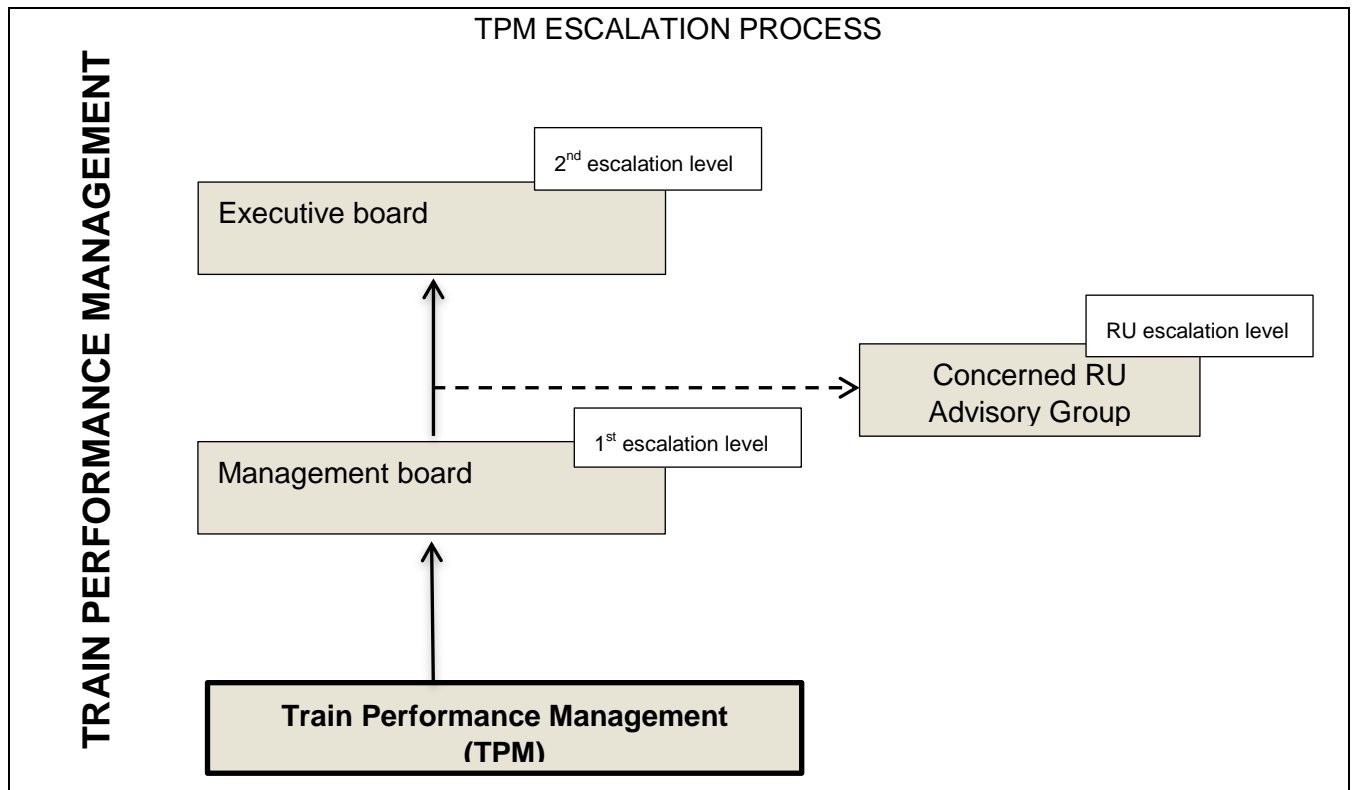 TPM ESCALATION PROCESS
TRAIN PERFORMANCE MANAGEMENT
2nd escalation level
Executive board
RU escalation level
Concerned RU
Advisory Group
1st escalation level
Management board
Train Performance Management
(TPM)